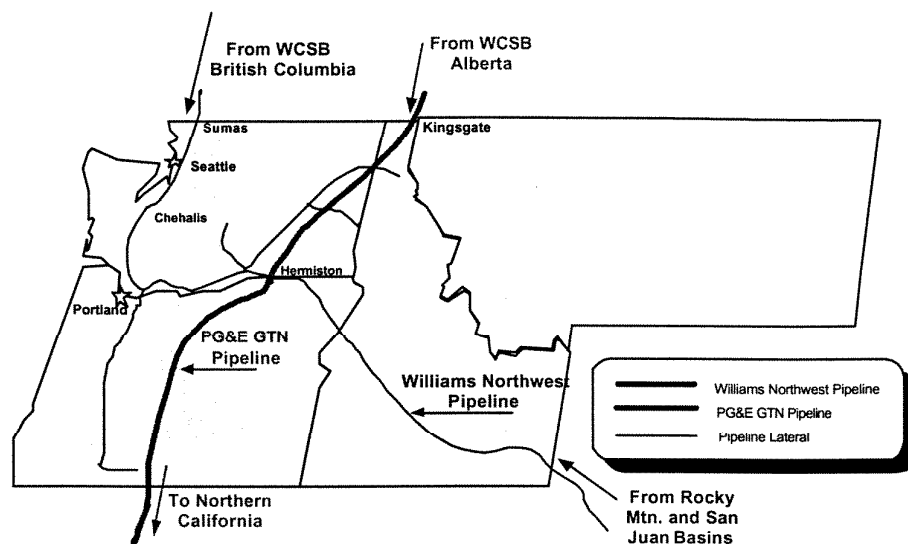 From WCSB
British Columbia
From WCSB
Alberta
Sumas
Kingsgate
Seattle
Chehalis
Hermiston
Portland
PG&E GTN
Pipeline
Williams Northwest
Pipeline
Williams Northwest Pipeline
PG&E GTN Pipeline
Pipeline Lateral
To Northern
California
From Rocky
Mtn. and San
Juan Basins